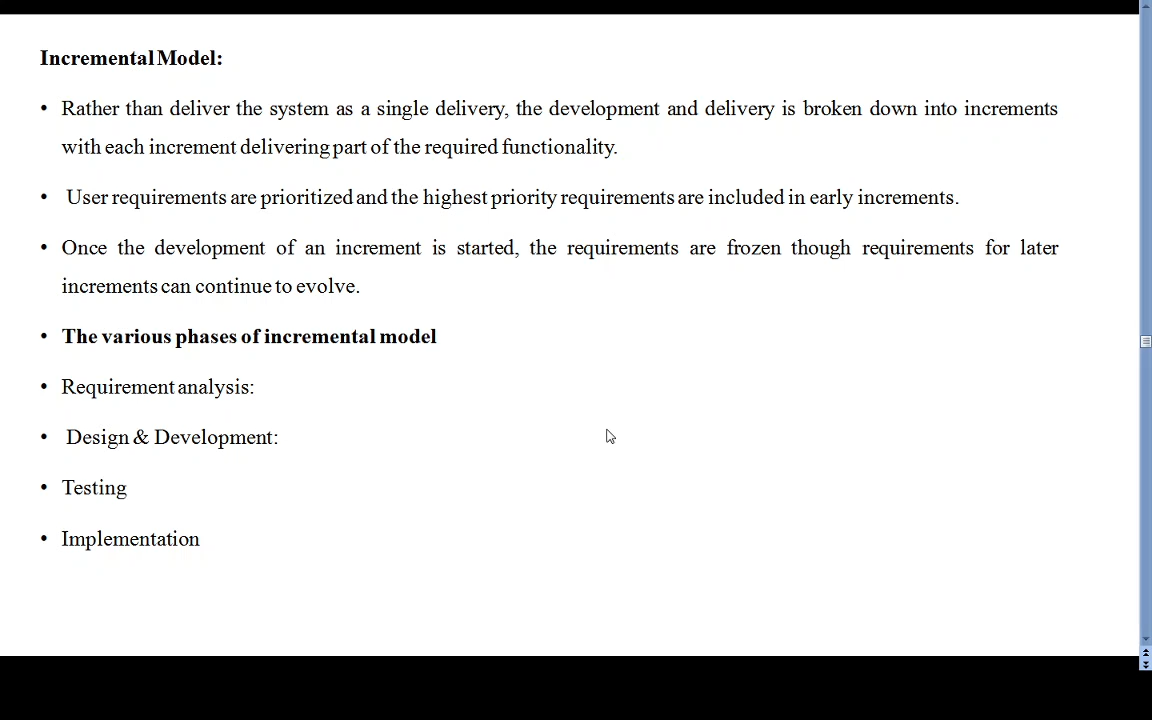 Incremental Model:
• Rather than deliver the system as a single delivery, the development and delivery is broken down into increments
with each increment delivering part of the required functionality.
• User requirements are prioritized and the highest priority requirements are included in early increments.
• Once the development of an increment is started, the requirements are frozen though requirements for later
increments can continue to evolve.
• The various phases of incremental model
• Requirement analysis:
• Design & Development:
• Testing
• Implementation